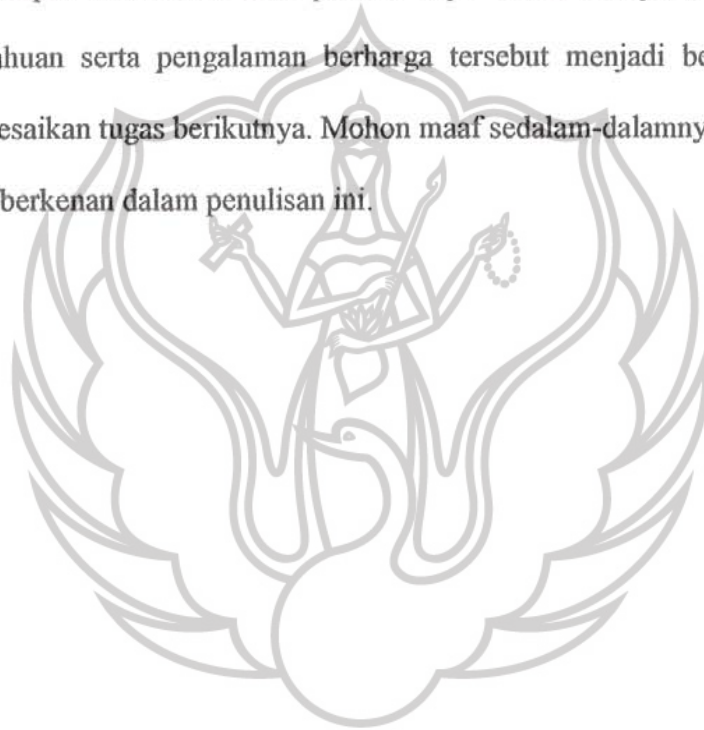 ahuan serta pengalaman berharga tersebut menjadi be
esaikan tugas berikutnya. Mohon maaf sedalam-dalamny
berkenan dalam penulisan ini.